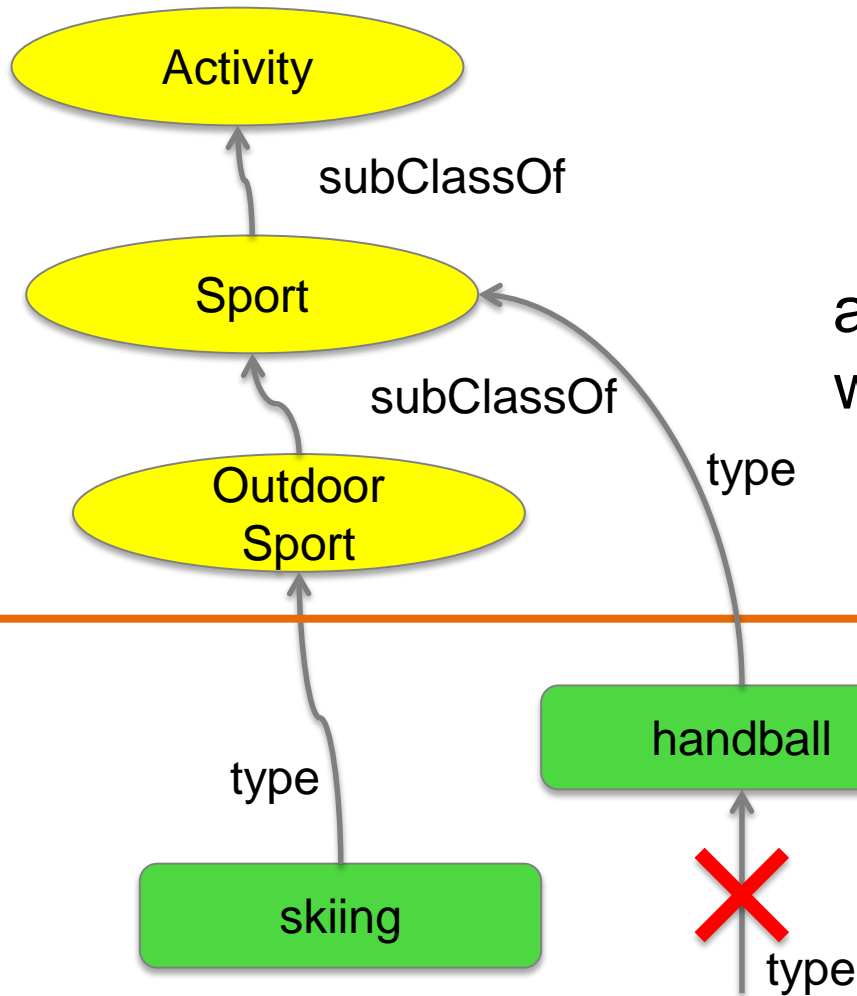 Activity
subClassOf
Sport
subClassOf
type
Outdoor
Sport
handball
type
skiing
type